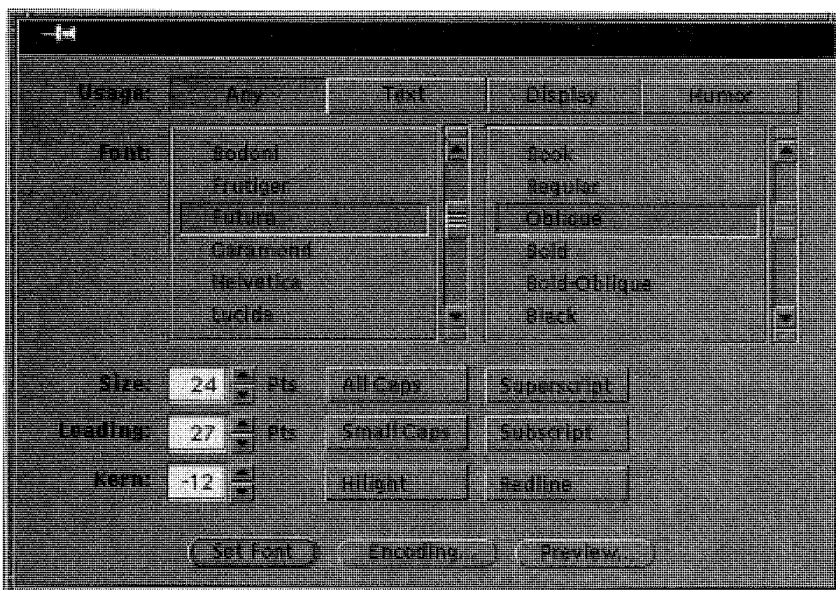 Usage: Any Text Display Humor
Font: Bodoni Book
Frutiger Regular
Futura Oblique
Garamond Bold
Helvetica Bold-Oblique
Lucida Black
Size: 24 Pts All Caps Superscript
Leading: 27 Pts Small Caps Subscript
Kern: -12 Hilight Redline
Set Font Encoding... Preview...